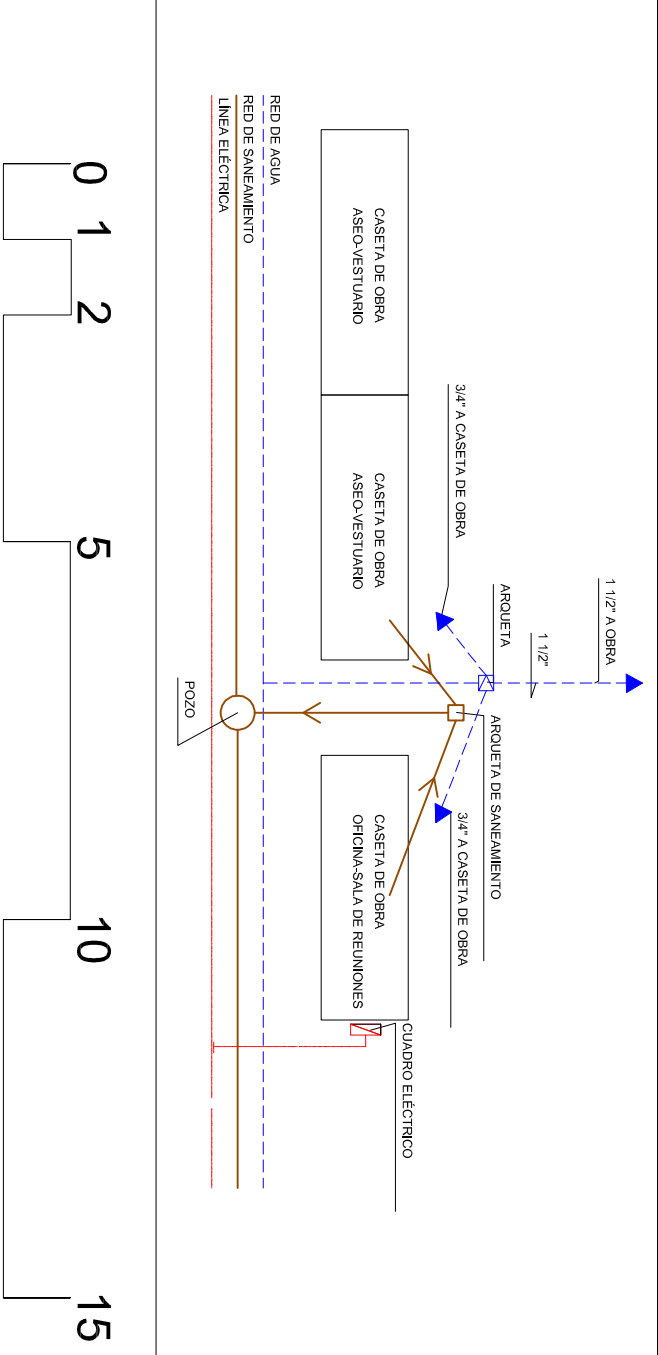 1 1/2" A OBRA
1 1/2"
ARQUETA
3/4" A CASETA DE OBRA
ARQUETA DE SANEAMIENTO
3/4" A CASETA DE OBRA
CUADRO ELÉCTRICO
CASETA DE OBRA
ASEO-VESTUARIO
CASETA DE OBRA
ASEO-VESTUARIO
CASETA DE OBRA
OFICINA-SALA DE REUNIONES
RED DE AGUA
RED DE SANEAMIENTO
LÍNEA ELÉCTRICA
POZO
0 1 2 5 10 15